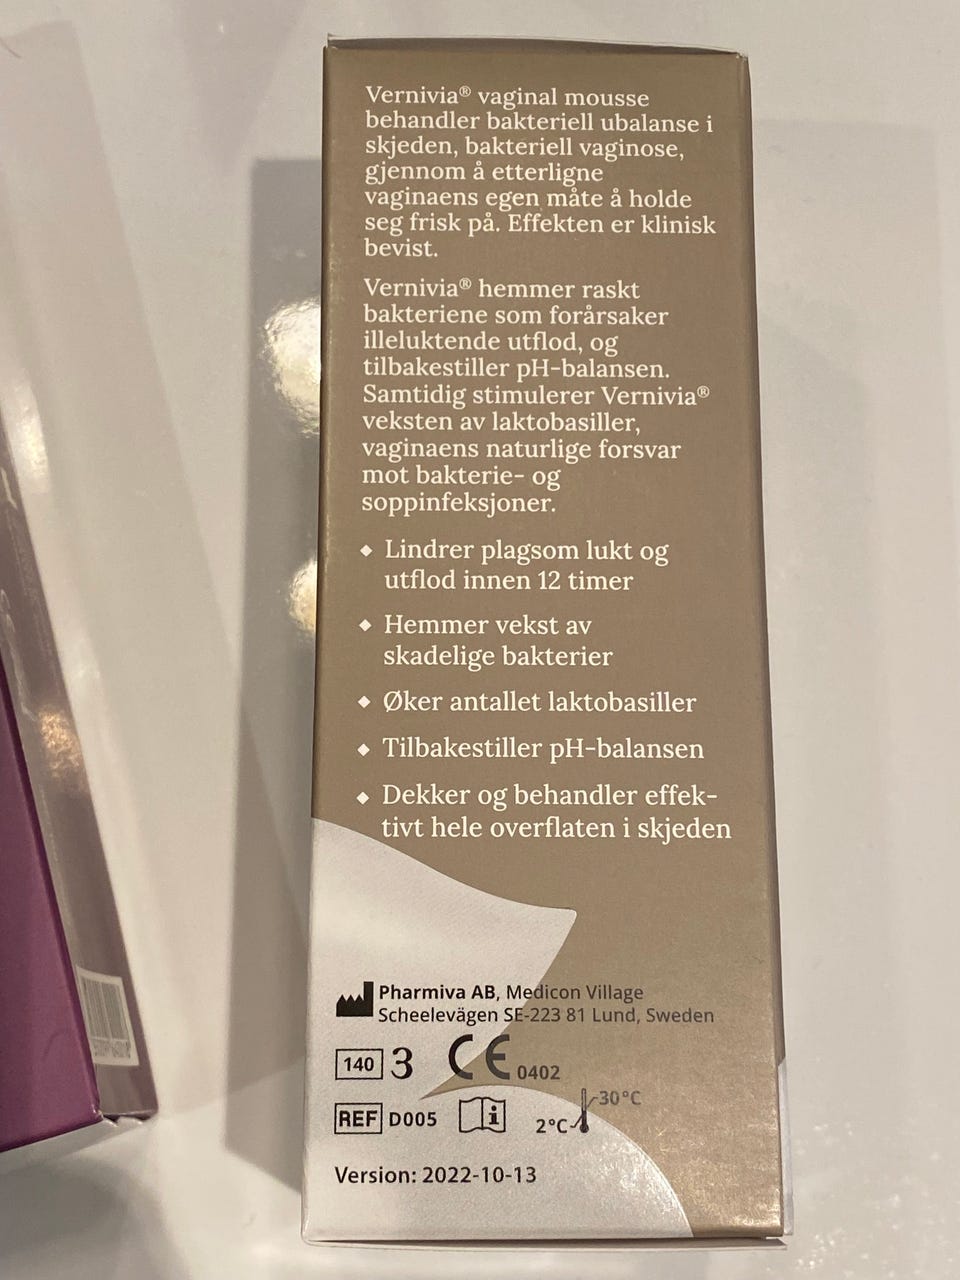 Vernivia® vaginal mousse
behandler bakteriell ubalanse i
skjeden, bakteriell vaginose,
gjennom å etterligne
vaginaens egen måte å holde
seg frisk på. Effekten er klinisk
bevist.
Vernivia® hemmer raskt
bakteriene som forårsaker
illeluktende utflod, og
tilbakestiller pH-balansen.
Samtidig stimulerer Vernivia®
veksten av laktobasiller,
vaginaens naturlige forsvar
mot bakterie- og
soppinfeksjoner.
Lindrer plagsom lukt og
utflod innen 12 timer
Hemmer vekst av
skadelige bakterier
Øker antallet laktobasiller
Tilbakestiller pH-balansen
Dekker og behandler effek-
tivt hele overflaten i skjeden
Pharmiva AB, Medicon Village
Scheelevägen SE-223 81 Lund, Sweden
140 3 CE 0402
REF D005 i 2°C 30°C
Version: 2022-10-13